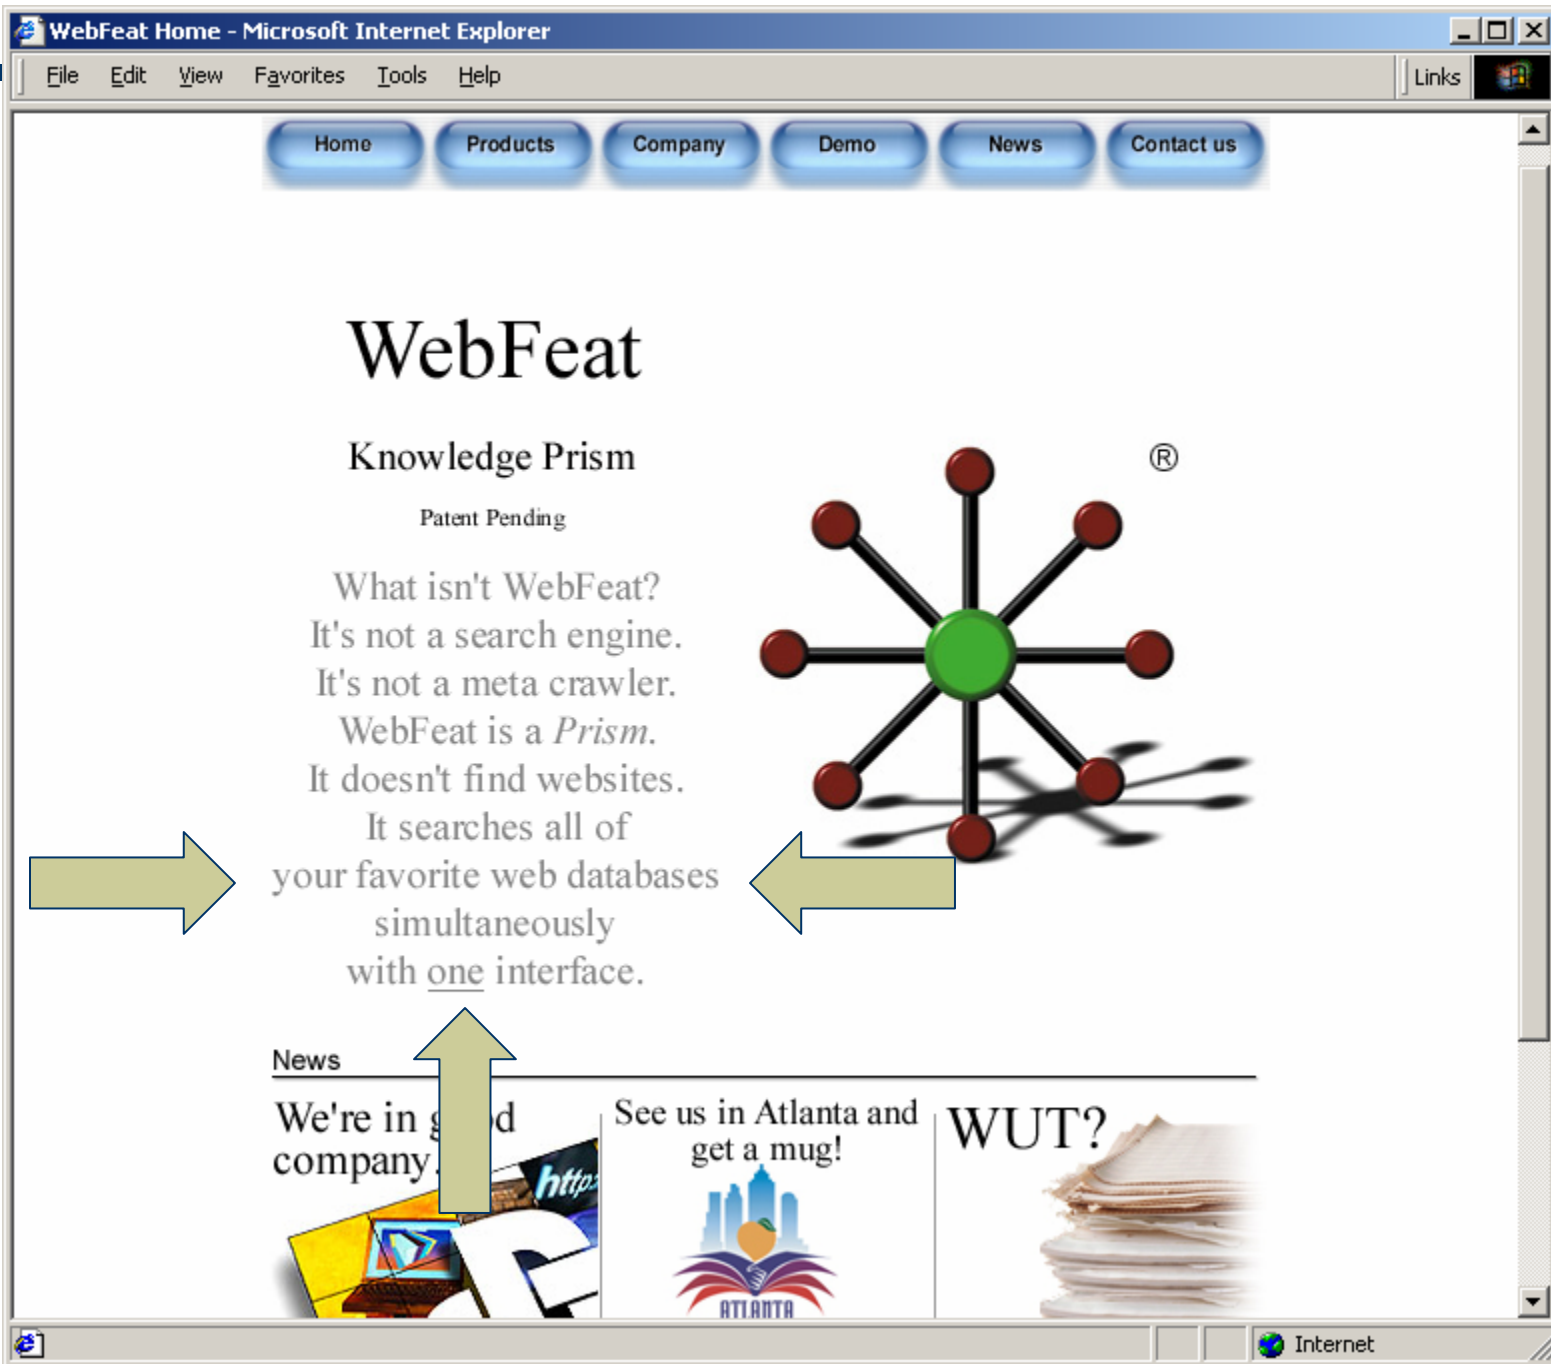 WebFeat Home - Microsoft Internet Explorer
File Edit View Favorites Tools Help Links
Home Products Company Demo News Contact us
WebFeat
Knowledge Prism
®
Patent Pending
What isn't WebFeat?
It's not a search engine.
It's not a meta crawler.
WebFeat is a Prism.
It doesn't find websites.
It searches all of
your favorite web databases
simultaneously
with one interface.
News
We're in good
company.
http:
See us in Atlanta and
get a mug!
ATLANTA
WUT?
Internet